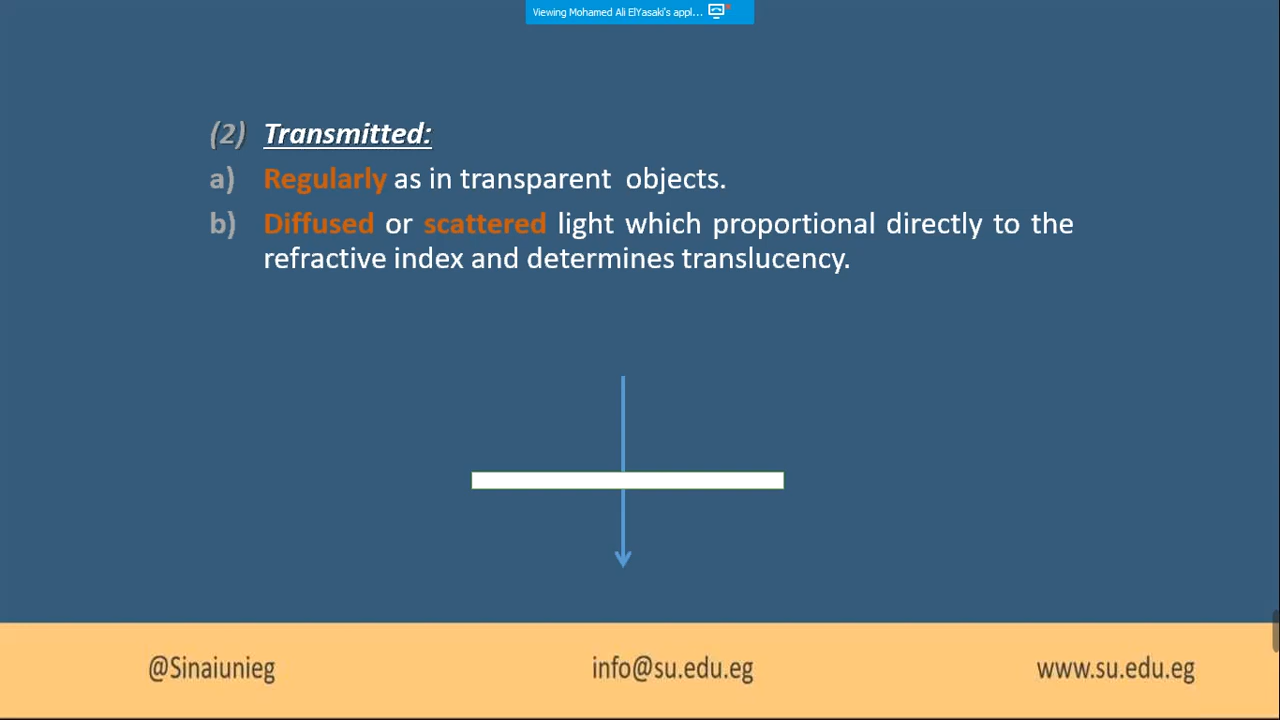 Viewing Mohamed Ali ElYasaki's appl...
(2) Transmitted:
a) Regularly as in transparent objects.
b) Diffused or scattered light which proportional directly to the
refractive index and determines translucency.
@Sinaiunieg info@su.edu.eg www.su.edu.eg